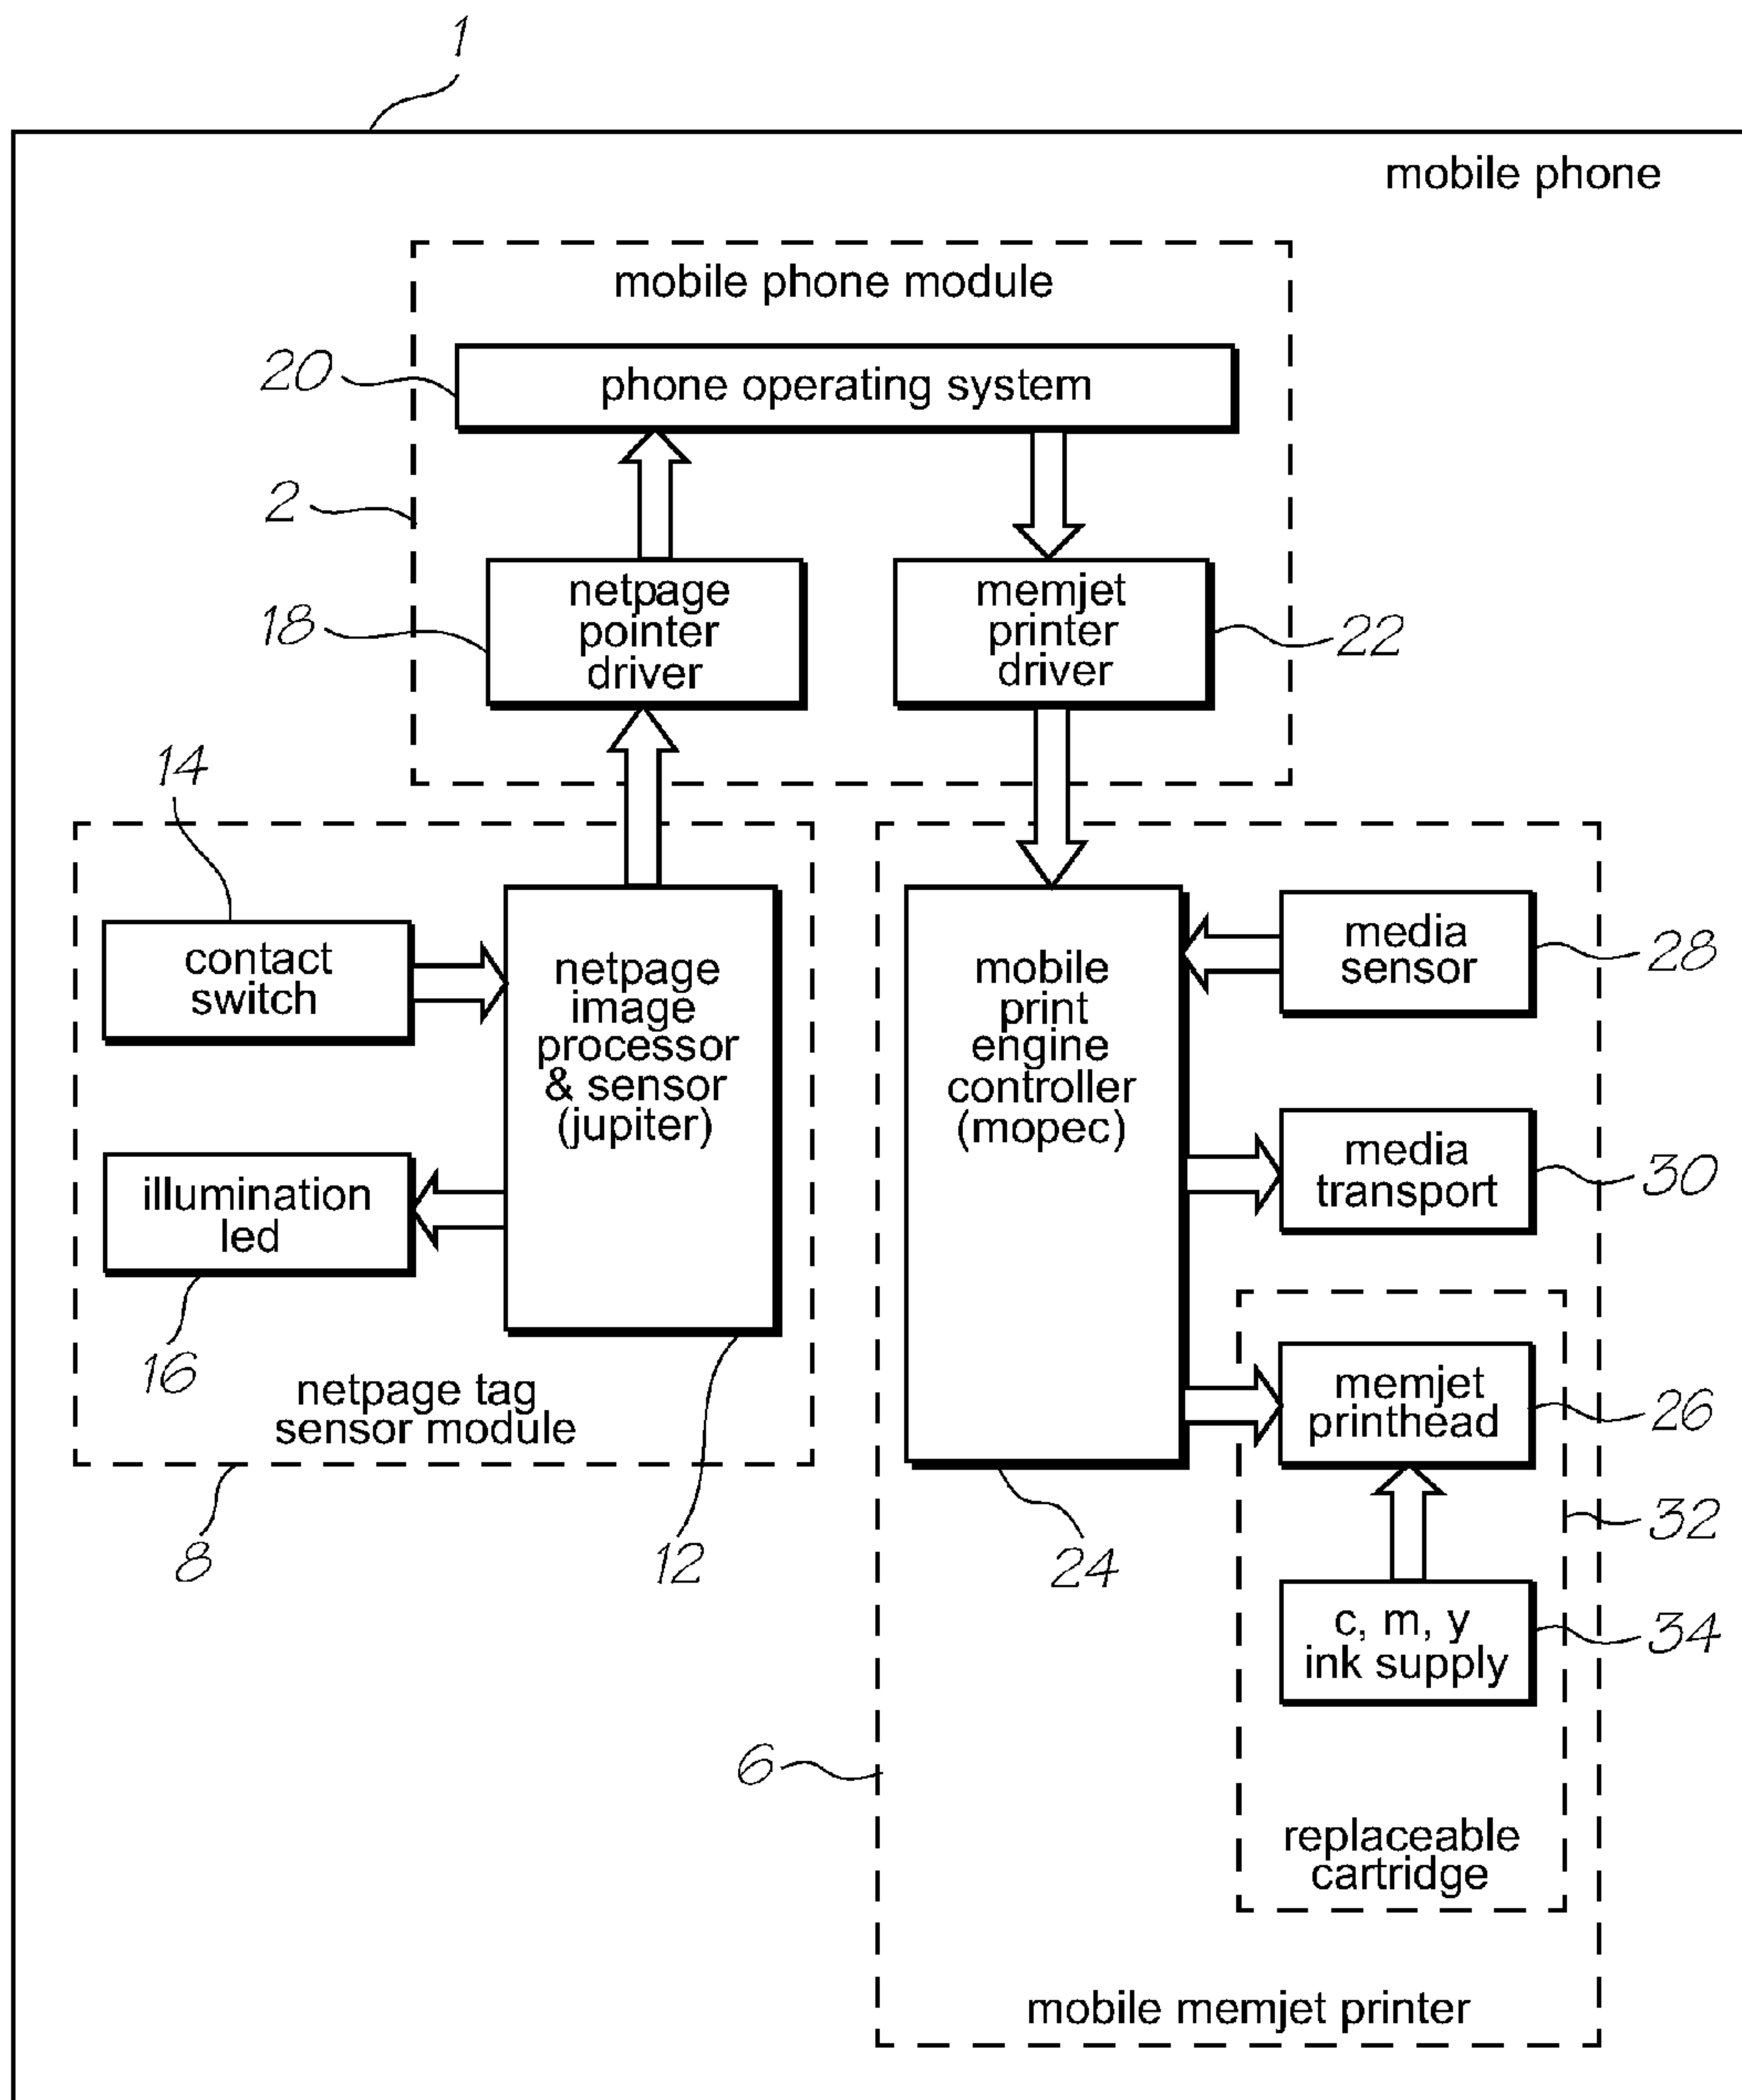 1
mobile phone
mobile phone module
20
phone operating system
2
netpage
pointer
driver
18
memjet
printer
driver
22
14
contact
switch
netpage
image
processor
& sensor
(jupiter)
illumination
led
16
netpage tag
sensor module
8
12
mobile
print
engine
controller
(mopec)
media
sensor
28
media
transport
30
memjet
printhead
26
24
32
c, m, y
ink supply
34
6
replaceable
cartridge
mobile memjet printer